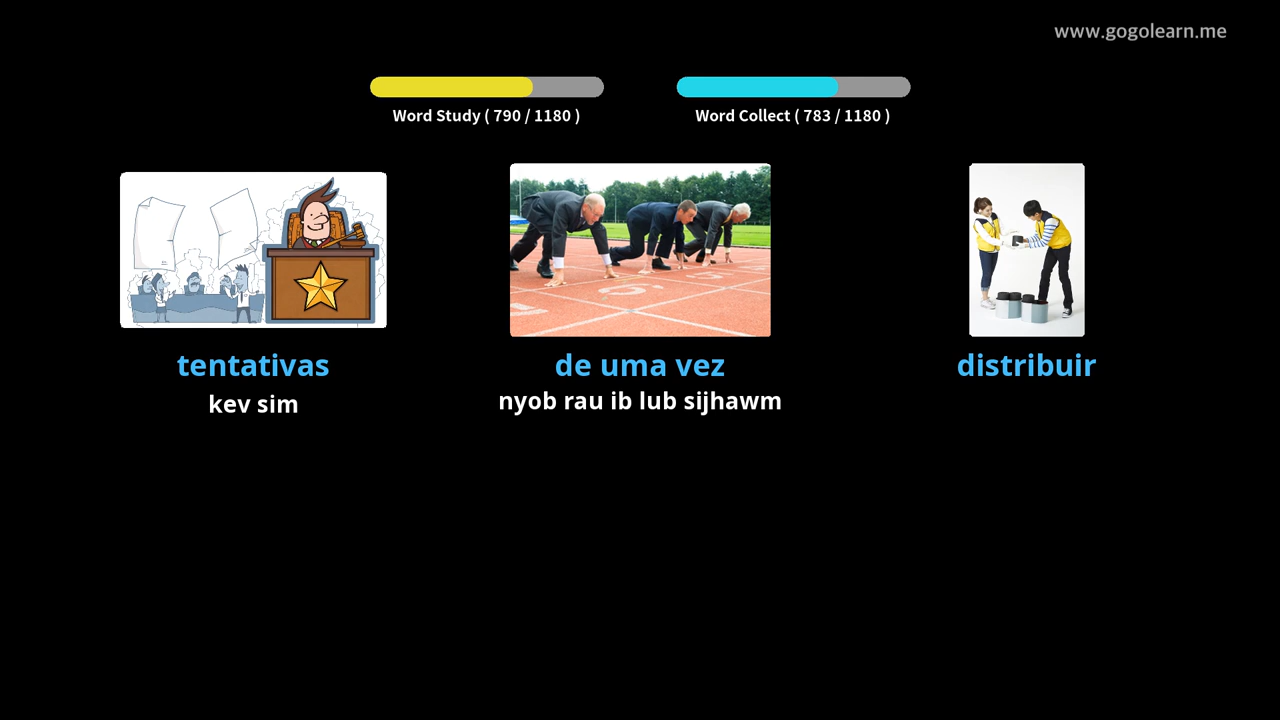 www.gogolearn.me
Word Study ( 790 / 1180 )
Word Collect ( 783 / 1180 )
tentativas
kev sim
de uma vez
nyob rau ib lub sijhawm
distribuir